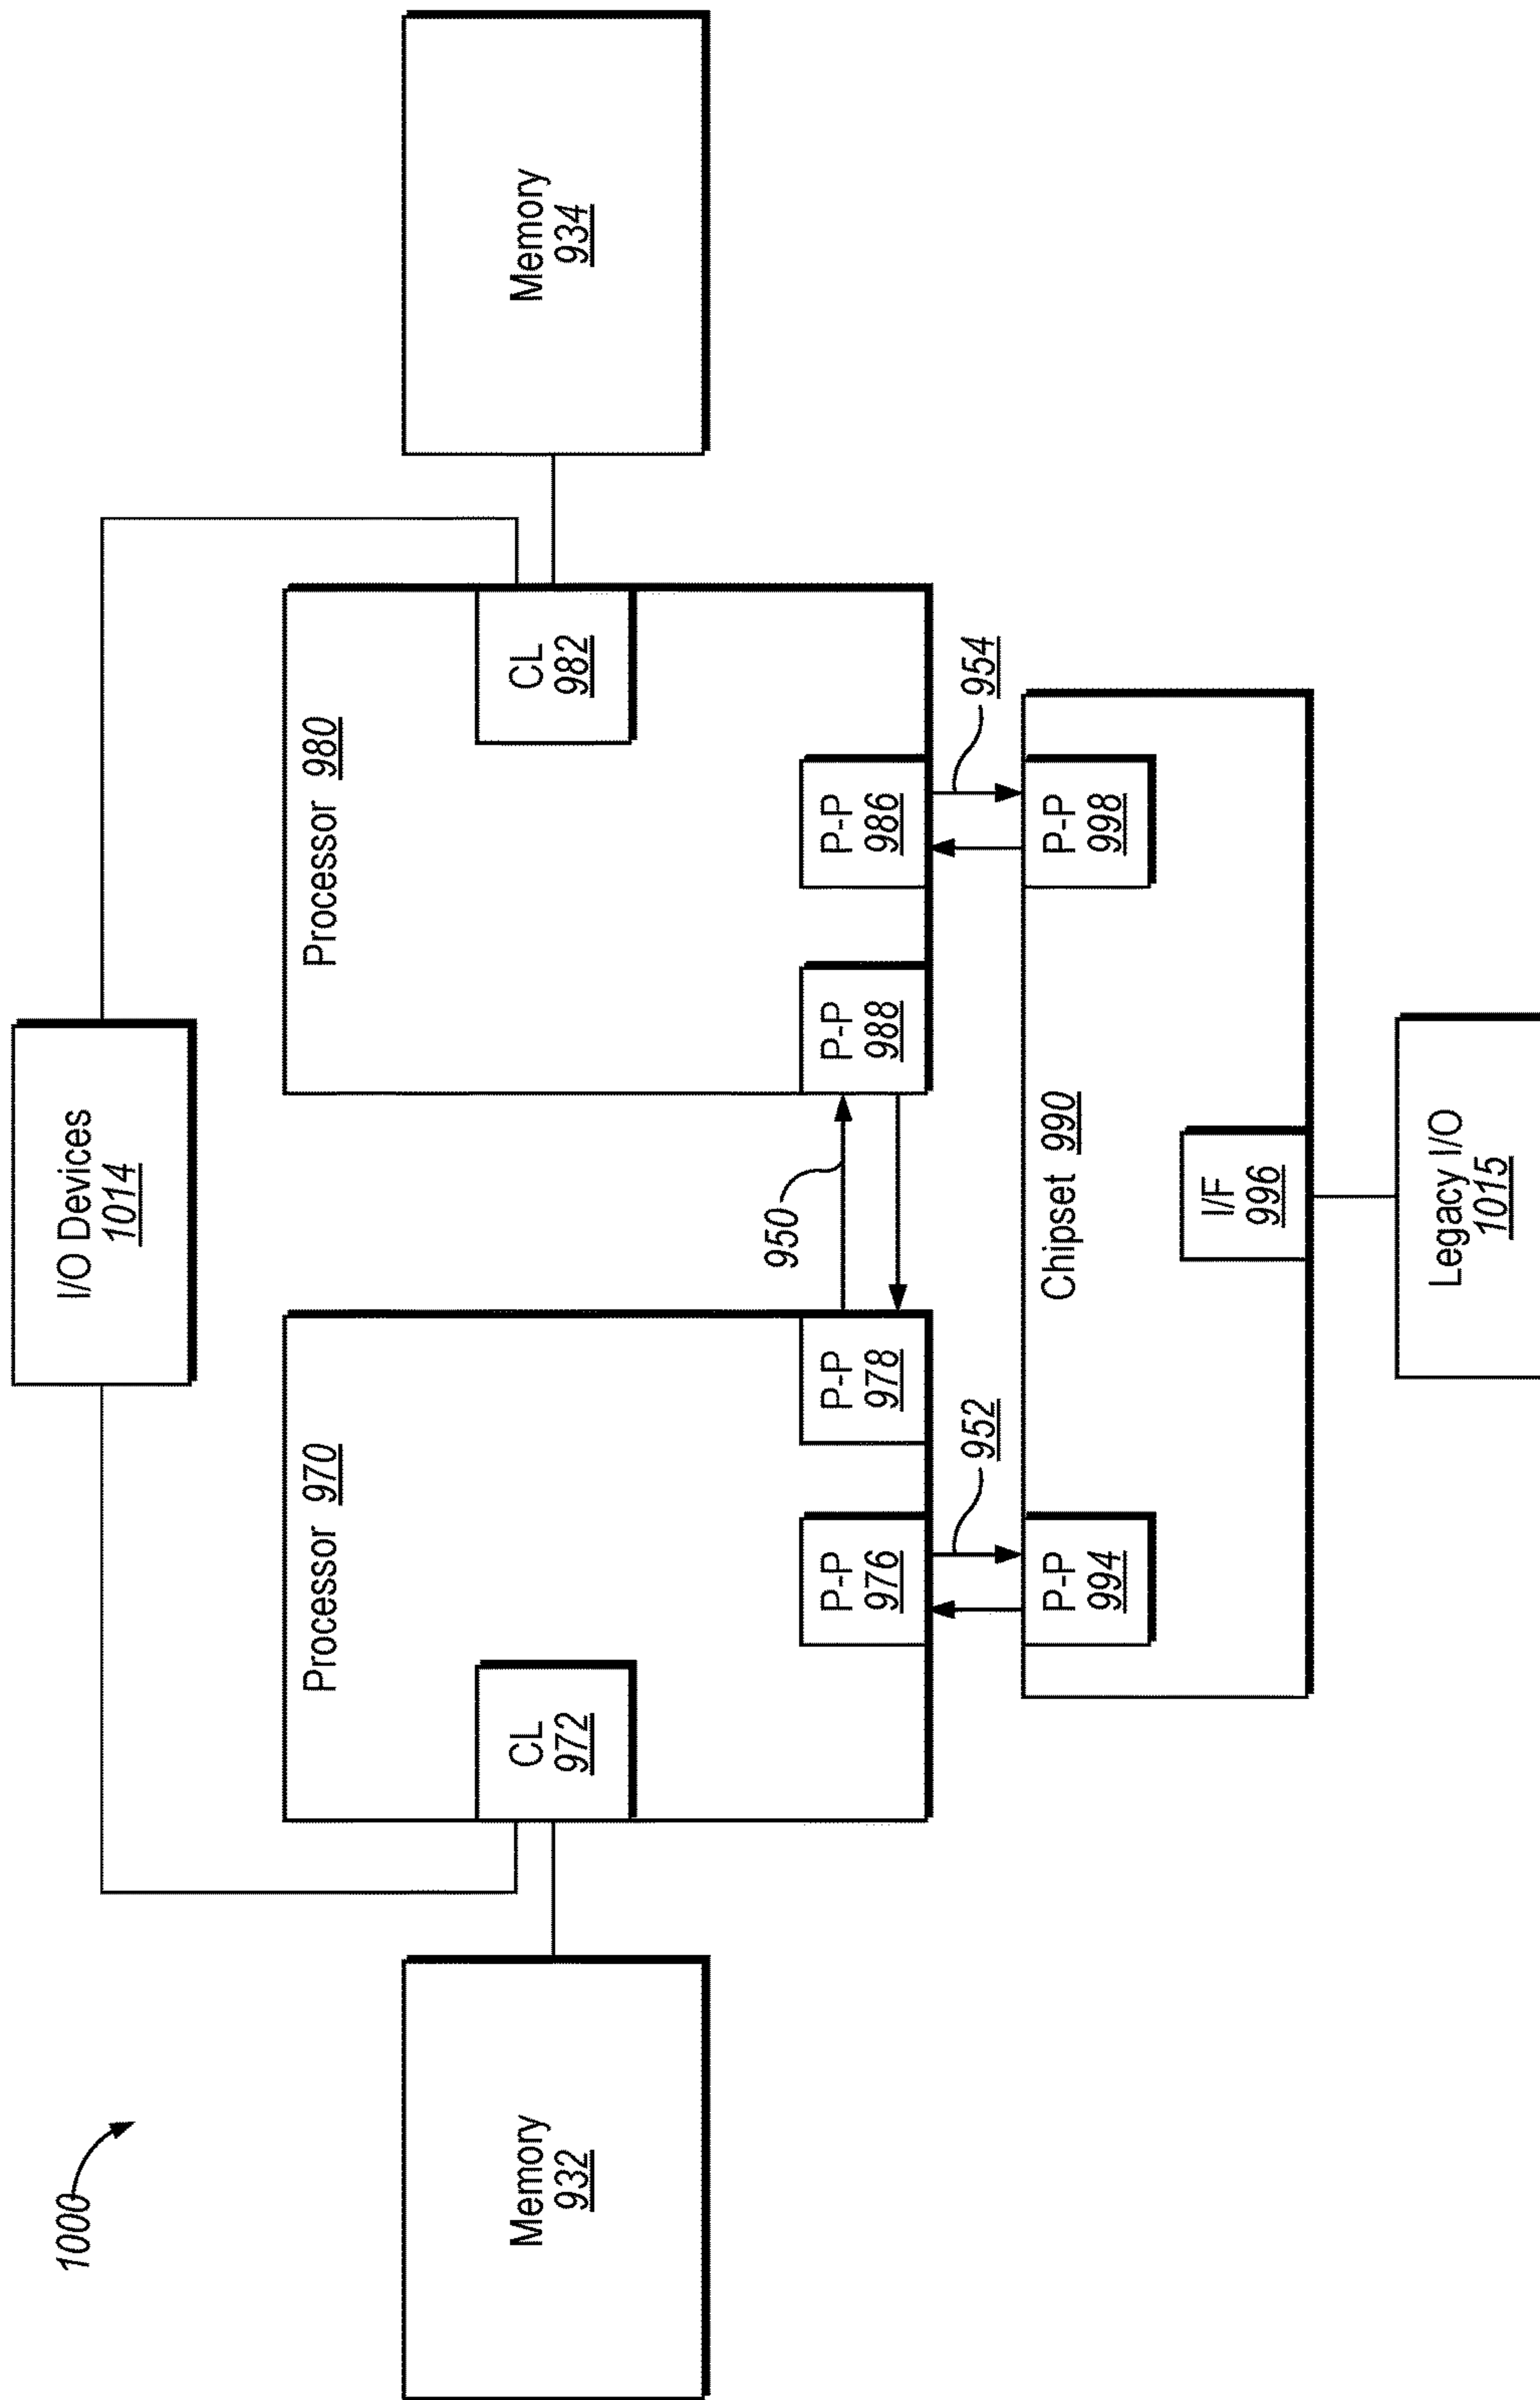 1000
I/O Devices
1014
Memory
932
CL
972
Processor 970
P-P
976
P-P
978
950
Processor 980
CL
982
P-P
988
P-P
986
Memory
934
952
954
Chipset 990
P-P
994
P-P
998
I/F
996
Legacy I/O
1015